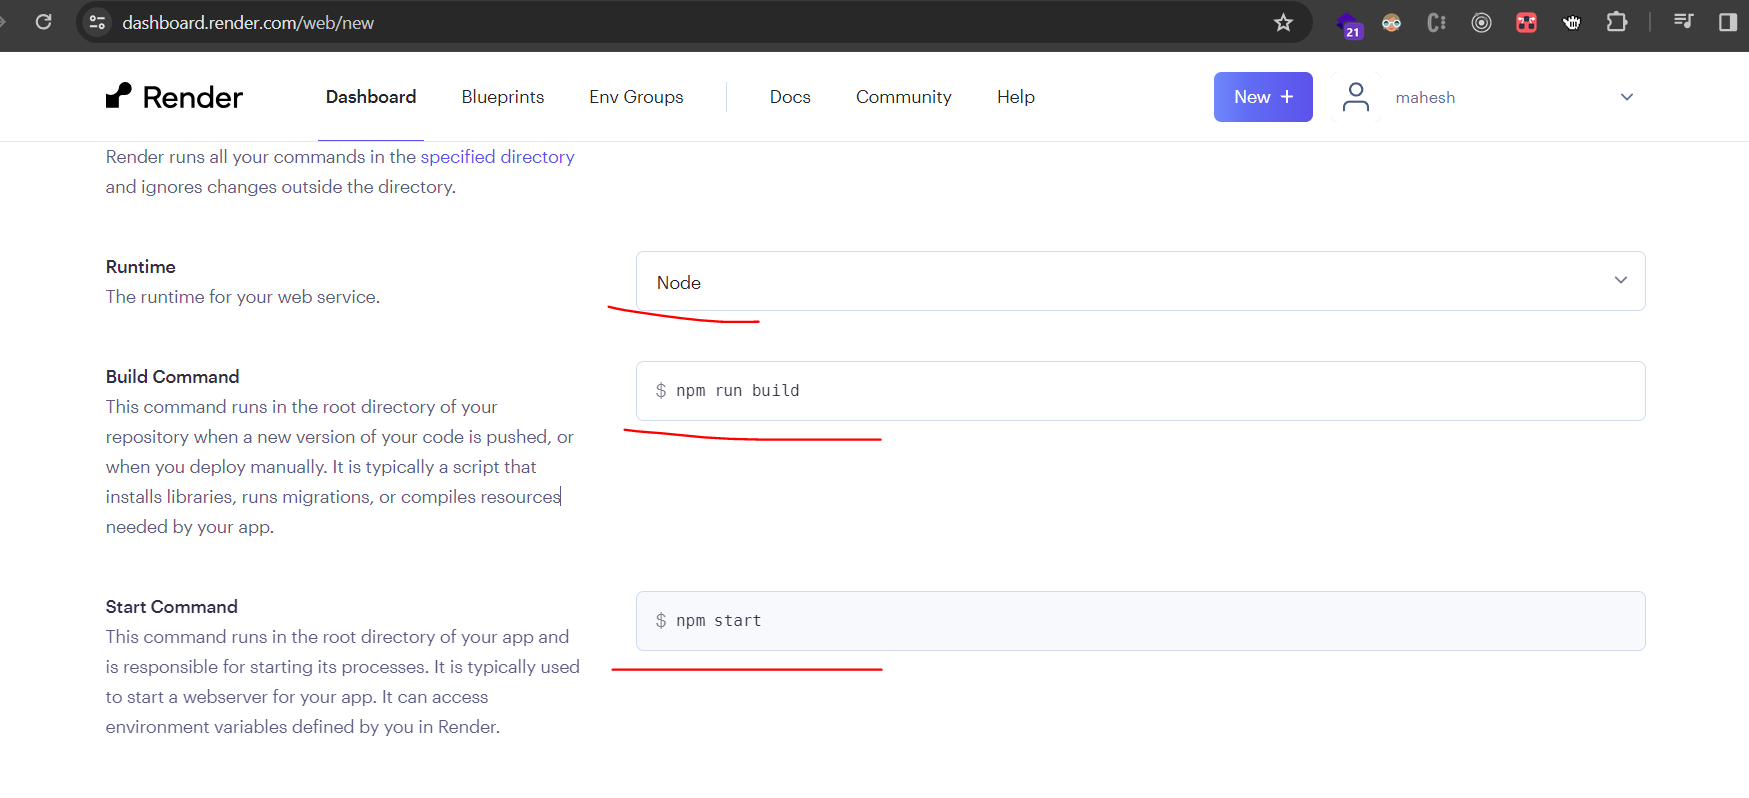 dashboard.render.com/web/new
21
Render
Dashboard
Blueprints
Env Groups
Docs
Community
Help
New +
mahesh
Render runs all your commands in the specified directory
and ignores changes outside the directory.
Runtime
The runtime for your web service.
Node
Build Command
This command runs in the root directory of your
repository when a new version of your code is pushed, or
when you deploy manually. It is typically a script that
installs libraries, runs migrations, or compiles resources
needed by your app.
$ npm run build
Start Command
This command runs in the root directory of your app and
is responsible for starting its processes. It is typically used
to start a webserver for your app. It can access
environment variables defined by you in Render.
$ npm start